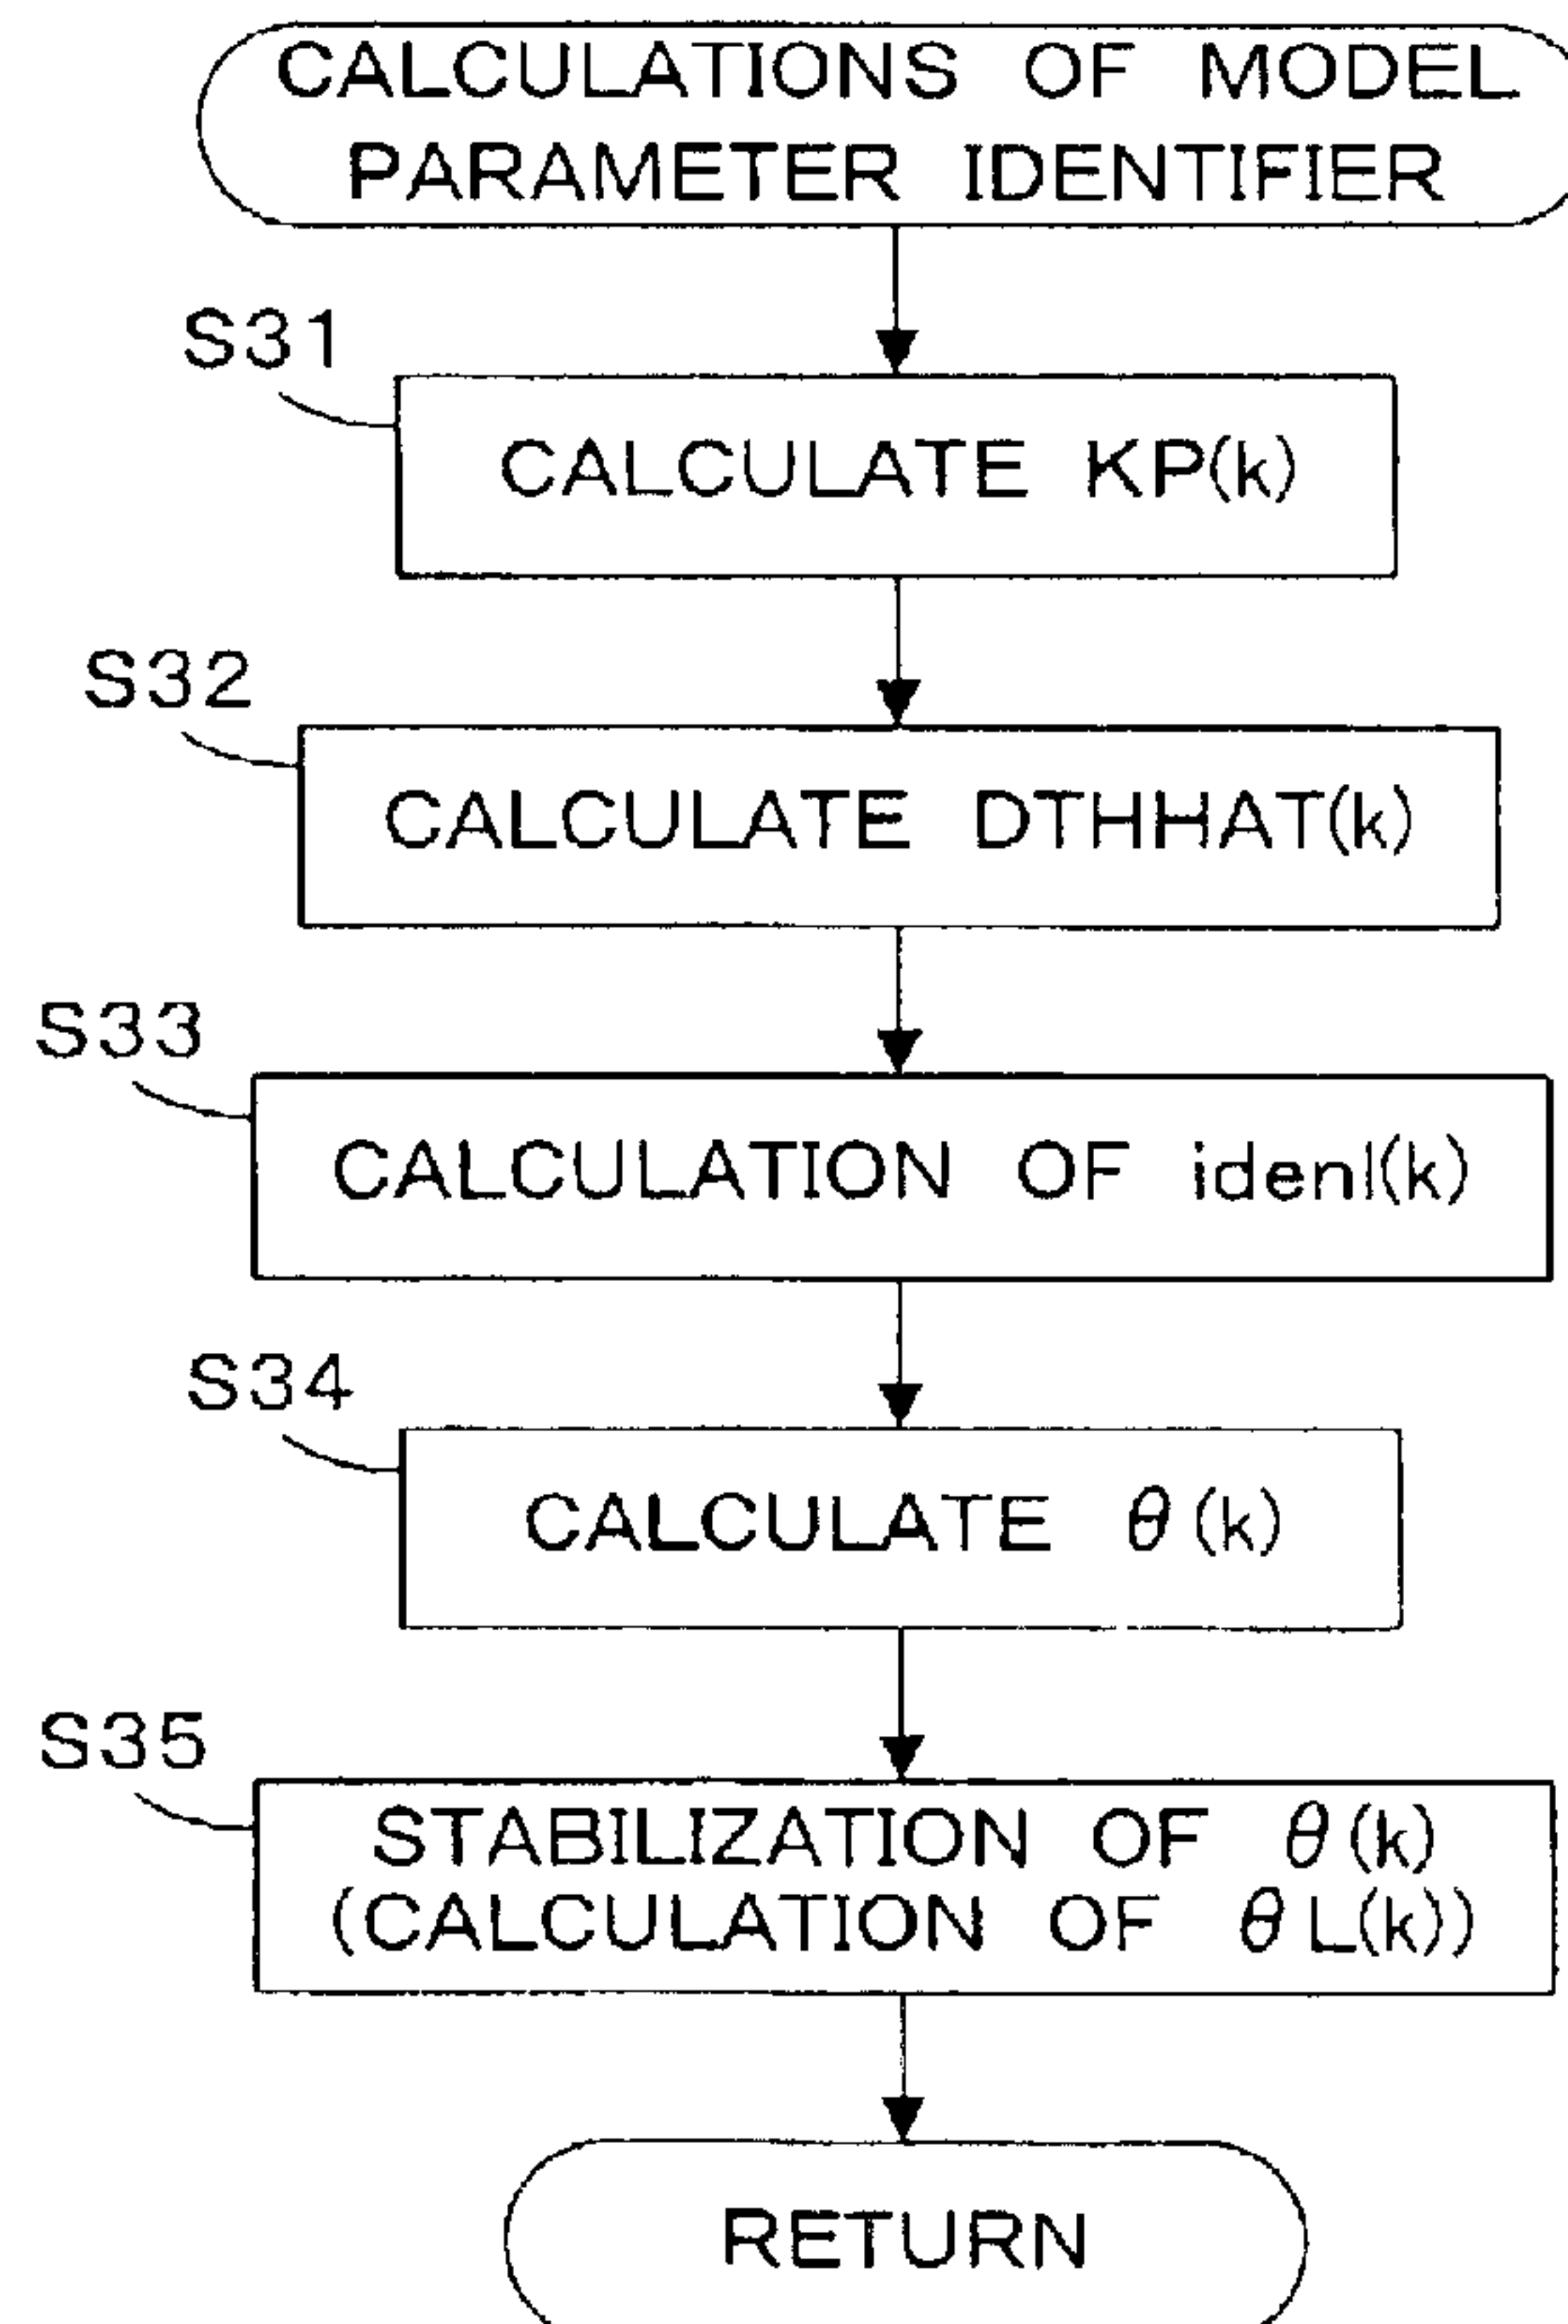 CALCULATIONS OF MODEL
PARAMETER IDENTIFIER
S31
CALCULATE KP(k)
S32
CALCULATE DTHHAT(k)
S33
CALCULATION OF idenl(k)
S34
CALCULATE θ(k)
S35
STABILIZATION OF θ(k)
(CALCULATION OF θL(k))
RETURN